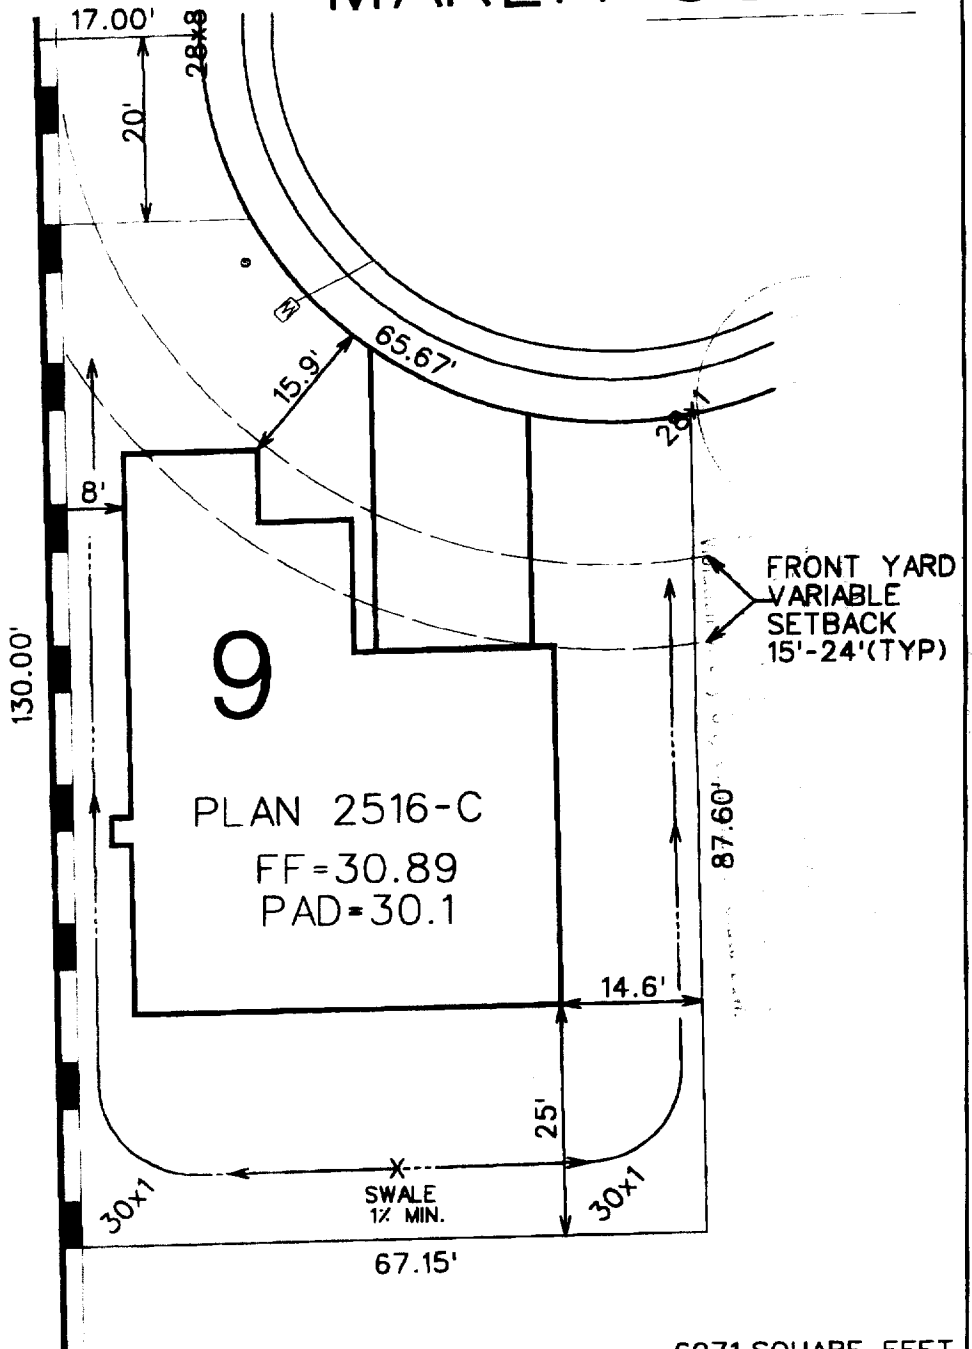 17.00'
28x8
20'
M
15.9'
65.67'
28x1
8'
FRONT YARD
VARIABLE
SETBACK
15'-24'(TYP)
130.00'
9
PLAN 2516-C
FF=30.89
PAD=30.1
87.60'
14.6'
25'
30x1
X
30x1
SWALE
1% MIN.
67.15'
SQUARE FEET